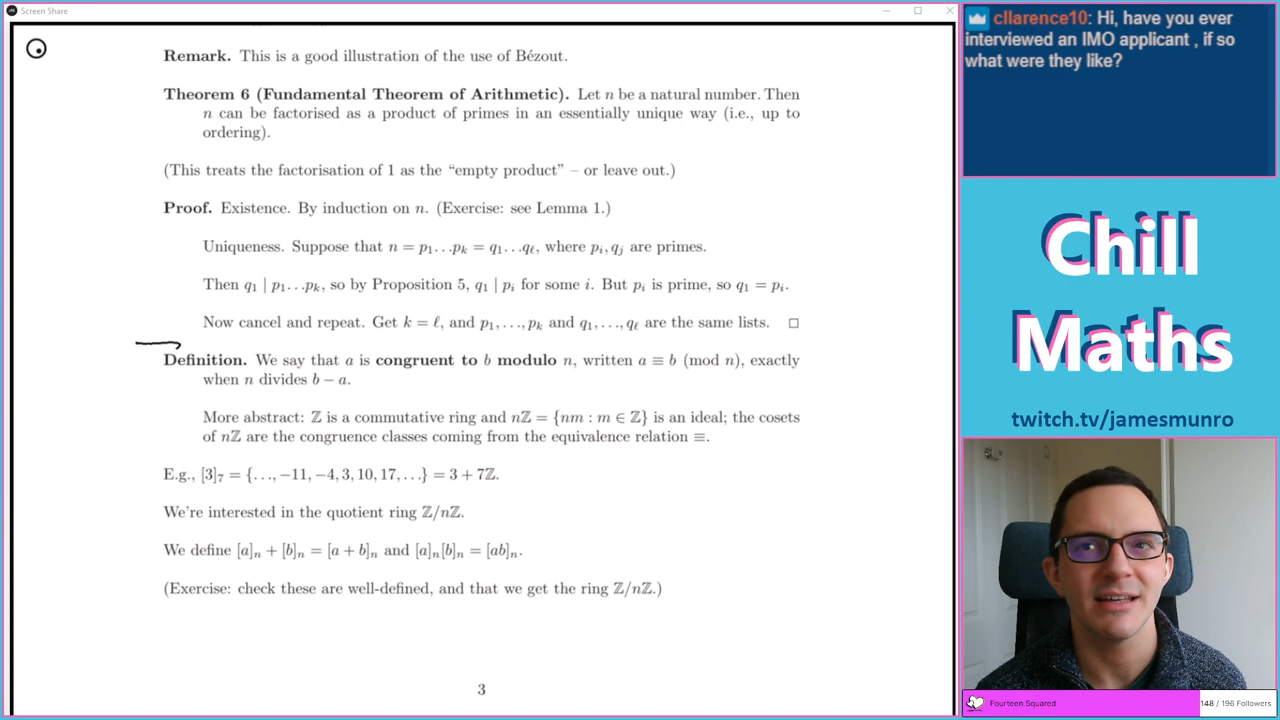 Screen Share
Remark. This is a good illustration of the use of Bézout.
Theorem 6 (Fundamental Theorem of Arithmetic). Let n be a natural number. Then
n can be factorised as a product of primes in an essentially unique way (i.e., up to
ordering).
(This treats the factorisation of 1 as the “empty product” – or leave out.)
Proof. Existence. By induction on n. (Exercise: see Lemma 1.)
Uniqueness. Suppose that n = p₁…pₖ = q₁…qℓ, where pᵢ, qⱼ are primes.
Then q₁ | p₁…pₖ, so by Proposition 5, q₁ | pᵢ for some i. But pᵢ is prime, so q₁ = pᵢ.
Now cancel and repeat. Get k = ℓ, and p₁,…,pₖ and q₁,…,qℓ are the same lists. □
Definition. We say that a is congruent to b modulo n, written a ≡ b (mod n), exactly
when n divides b − a.
More abstract: ℤ is a commutative ring and nℤ = {nm : m ∈ ℤ} is an ideal; the cosets
of nℤ are the congruence classes coming from the equivalence relation ≡.
E.g., [3]₇ = {…, −11, −4, 3, 10, 17, …} = 3 + 7ℤ.
We’re interested in the quotient ring ℤ/nℤ.
We define [a]ₙ + [b]ₙ = [a + b]ₙ and [a]ₙ[b]ₙ = [ab]ₙ.
(Exercise: check these are well-defined, and that we get the ring ℤ/nℤ.)
3
cllarence10: Hi, have you ever
interviewed an IMO applicant , if so
what were they like?
Chill
Maths
twitch.tv/jamesmunro
Fourteen Squared
148 / 196 Followers